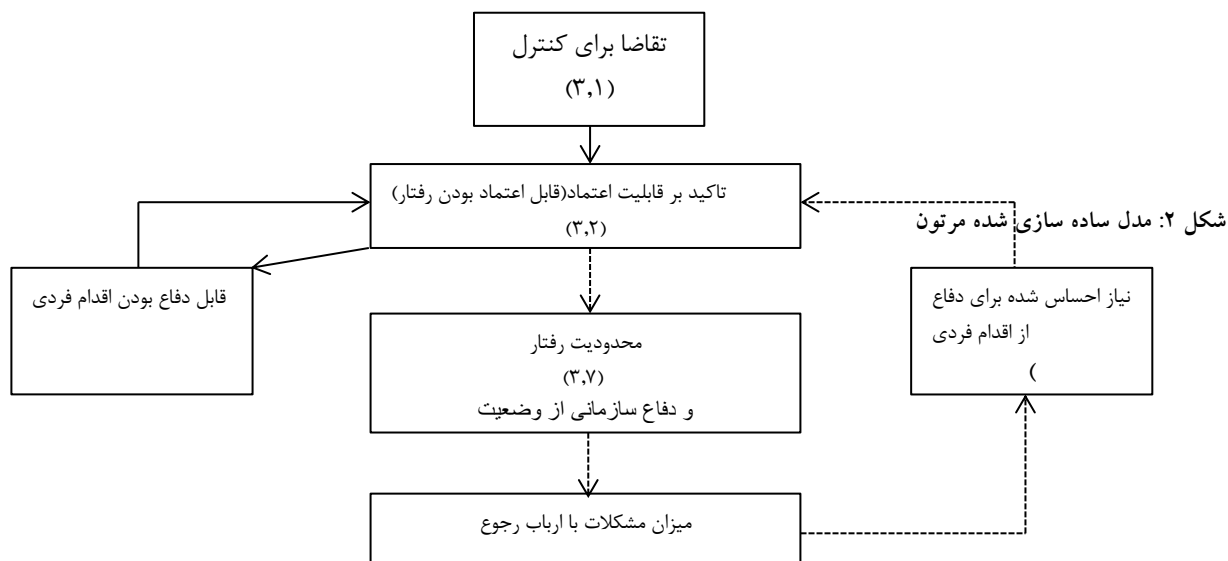 تقاضا برای کنترل
(۳,۱)
تاکید بر قابلیت اعتماد(قابل اعتماد بودن رفتار)
(۳,۲)
شکل ۲: مدل ساده سازی شده مرتون
قابل دفاع بودن اقدام فردی
نیاز احساس شده برای دفاع
از اقدام فردی
(
محدودیت رفتار
(۳,۷)
و دفاع سازمانی از وضعیت
میزان مشکلات با ارباب رجوع